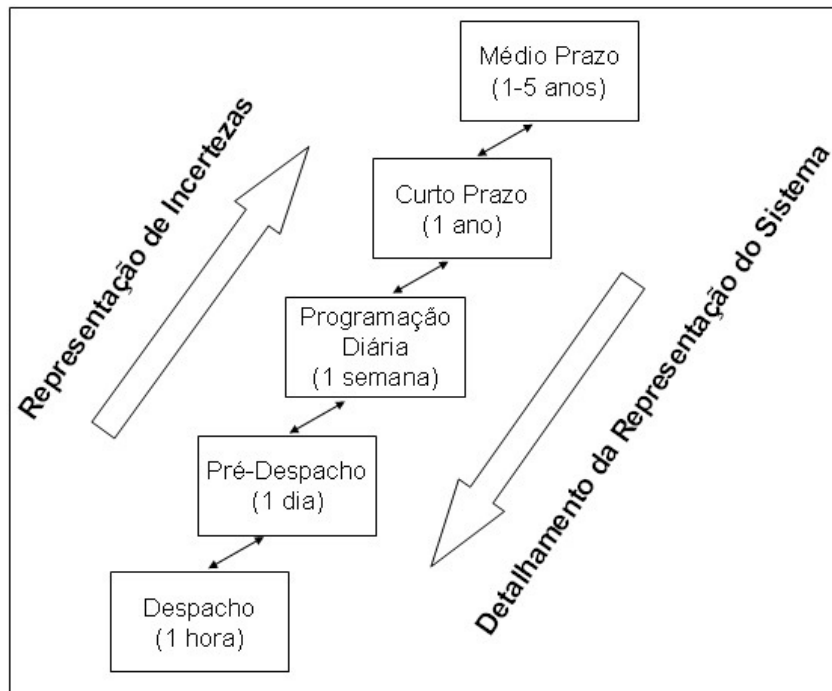 Médio Prazo
(1-5 anos)
Representação de Incertezas
Curto Prazo
(1 ano)
Detalhamento da Representação do Sistema
Programação
Diária
(1 semana)
Pré-Despacho
(1 dia)
Despacho
(1 hora)